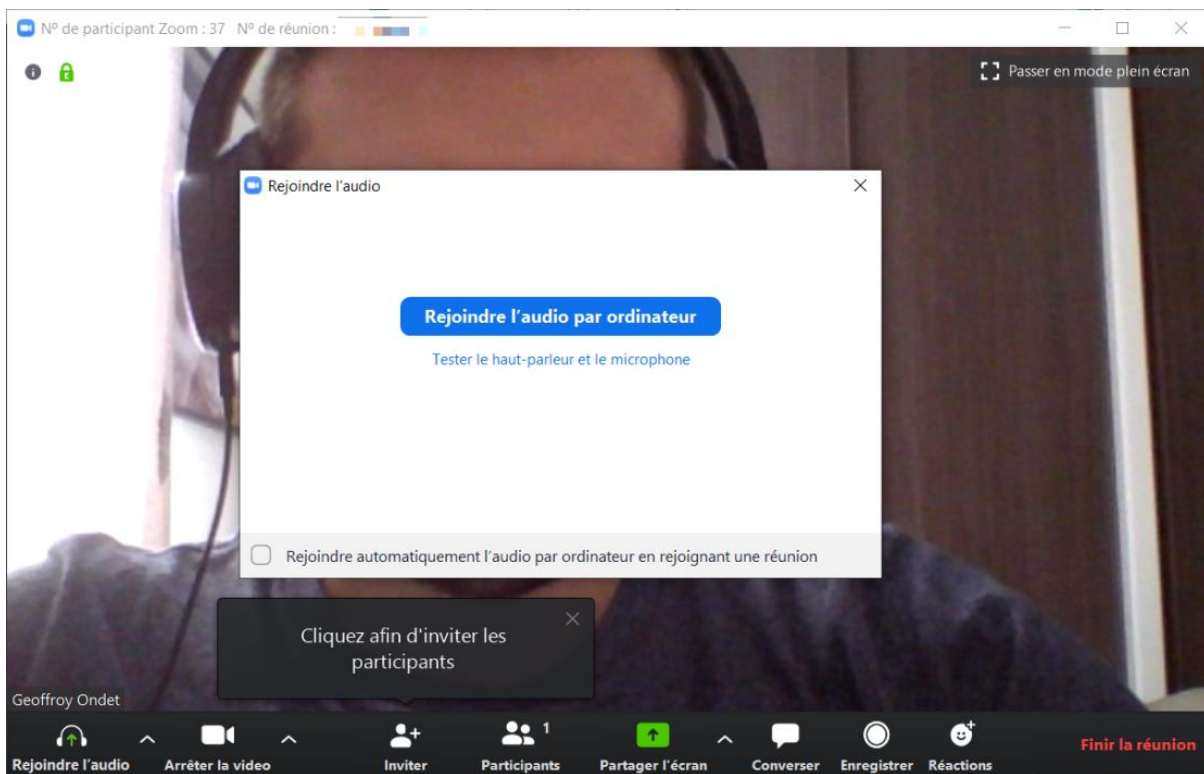 Nº de participant Zoom : 37 Nº de réunion :
Passer en mode plein écran
Rejoindre l'audio
Rejoindre l'audio par ordinateur
Tester le haut-parleur et le microphone
Rejoindre automatiquement l'audio par ordinateur en rejoignant une réunion
Cliquez afin d'inviter les
participants
Geoffroy Ondet
1
Rejoindre l'audio Arrêter la video Inviter Participants Partager l'écran Converser Enregistrer Réactions Finir la réunion